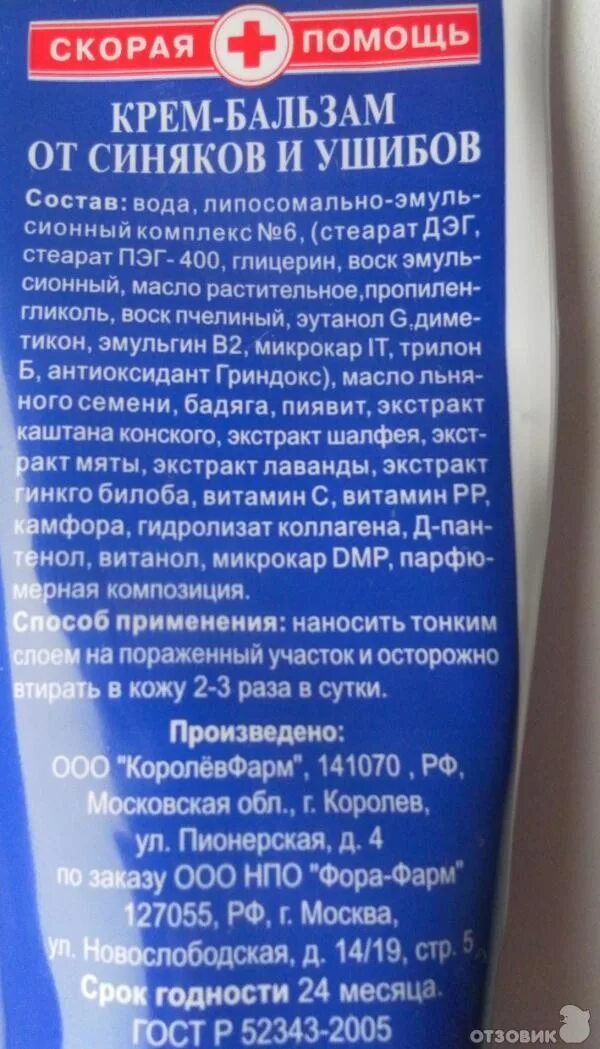 СКОРАЯ ПОМОЩЬ
КРЕМ-БАЛЬЗАМ
ОТ СИНЯКОВ И УШИБОВ
Состав: вода, липосомально-эмуль-
сионный комплекс №6, (стеарат ДЭГ,
стеарат ПЭГ- 400, глицерин, воск эмуль-
сионный, масло растительное,пропилен-
гликоль, воск пчелиный, эутанол G,диме-
тикон, эмульгин В2, микрокар IT, трилон
Б, антиоксидант Гриндокс), масло льня-
ного семени, бадяга, пиявит, экстракт
каштана конского, экстракт шалфея, экст-
ракт мяты, экстракт лаванды, экстракт
гинкго билоба, витамин С, витамин РР,
камфора, гидролизат коллагена, Д-пан-
тенол, витанол, микрокар DMP, парфю-
мерная композиция.
Способ применения: наносить тонким
слоем на пораженный участок и осторожно
втирать в кожу 2-3 раза в сутки.
Произведено:
ООО "КоролёвФарм", 141070 , РФ,
Московская обл., г. Королев,
ул. Пионерская, д. 4
по заказу ООО НПО "Фора-Фарм"
127055, РФ, г. Москва,
ул. Новослободская, д. 14/19, стр. 5
Срок годности 24 месяца.
ГОСТ Р 52343-2005
отзовик